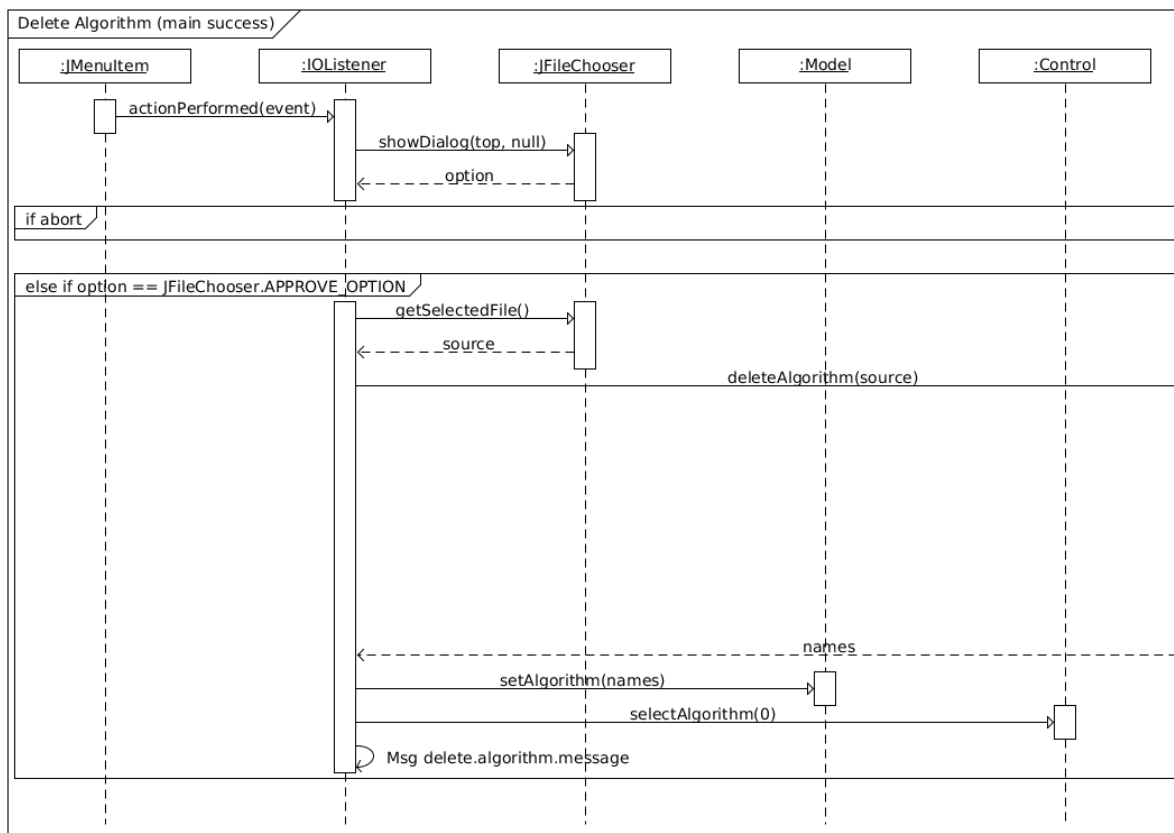 Delete Algorithm (main success)
:JMenuItem
:IOListener
:JFileChooser
:Model
:Control
actionPerformed(event)
showDialog(top, null)
option
if abort
else if option == JFileChooser.APPROVE_OPTION
getSelectedFile()
source
deleteAlgorithm(source)
names
setAlgorithm(names)
selectAlgorithm(0)
Msg delete.algorithm.message